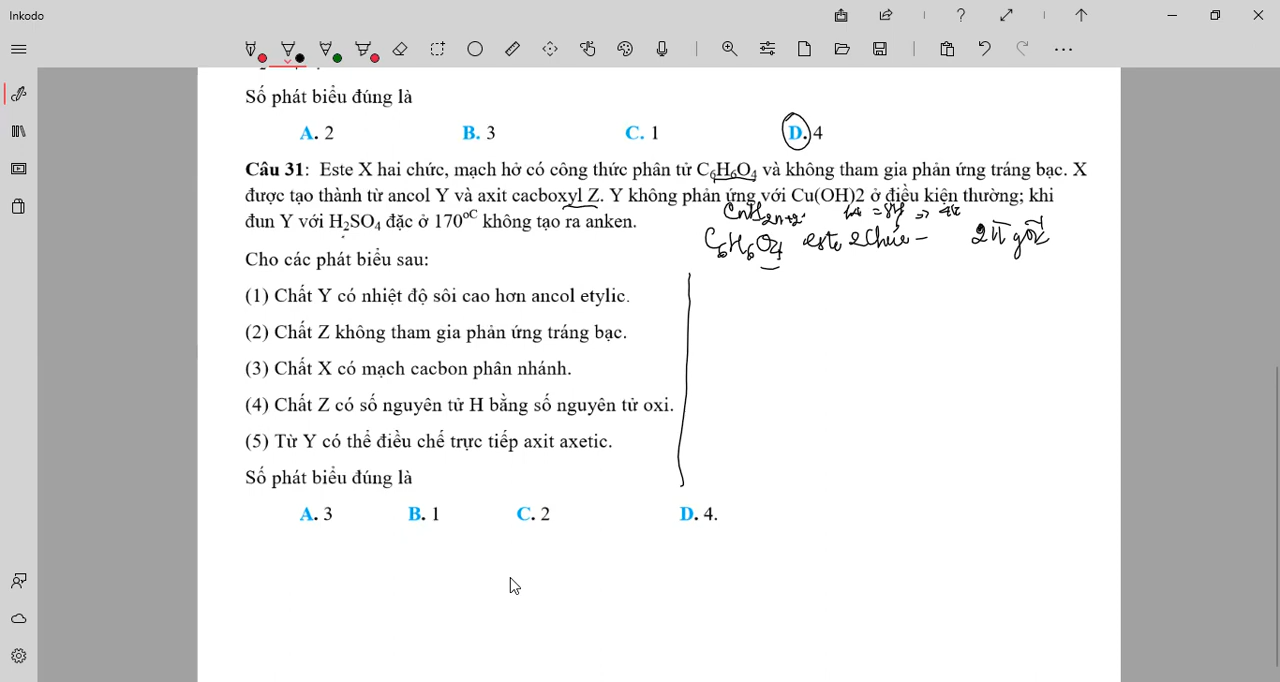 Inkodo
Số phát biểu đúng là
A. 2 B. 3 C. 1 D. 4
Câu 31: Este X hai chức, mạch hở có công thức phân tử C₆H₆O₄ và không tham gia phản ứng tráng bạc. X
được tạo thành từ ancol Y và axit cacboxyl Z. Y không phản ứng với Cu(OH)2 ở điều kiện thường; khi
đun Y với H₂SO₄ đặc ở 170°C không tạo ra anken.
CnH2n+2
C₆H₆O₄ este 2 chức – 2π gốc
Cho các phát biểu sau:
(1) Chất Y có nhiệt độ sôi cao hơn ancol etylic.
(2) Chất Z không tham gia phản ứng tráng bạc.
(3) Chất X có mạch cacbon phân nhánh.
(4) Chất Z có số nguyên tử H bằng số nguyên tử oxi.
(5) Từ Y có thể điều chế trực tiếp axit axetic.
Số phát biểu đúng là
A. 3 B. 1 C. 2 D. 4.